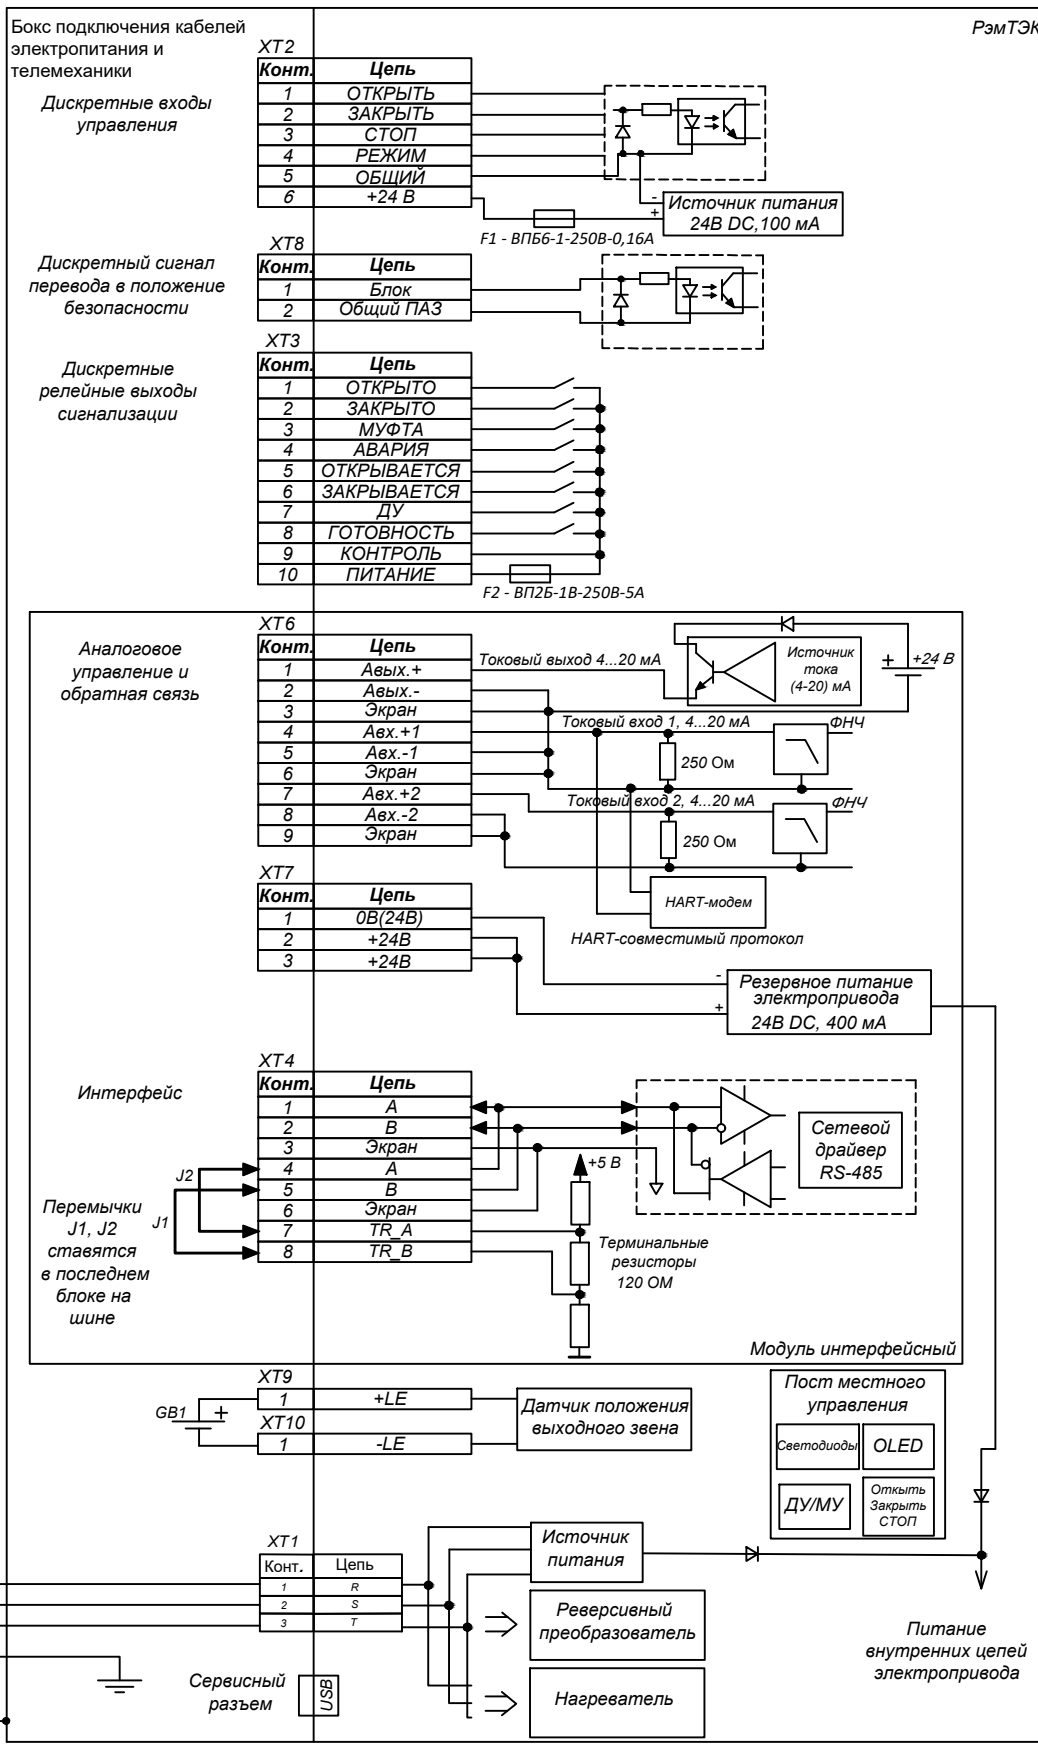 Бокс подключения кабелей
электропитания и
телемеханики
РэмТЭК
XT2
Конт. Цепь
1 ОТКРЫТЬ
2 ЗАКРЫТЬ
3 СТОП
4 РЕЖИМ
5 ОБЩИЙ
6 +24 В
Дискретные входы
управления
-
+
Источник питания
24В DC,100 мА
F1 - ВПБ6-1-250В-0,16А
XT8
Конт. Цепь
1 Блок
2 Общий ПАЗ
Дискретный сигнал
перевода в положение
безопасности
XT3
Конт. Цепь
1 ОТКРЫТО
2 ЗАКРЫТО
3 МУФТА
4 АВАРИЯ
5 ОТКРЫВАЕТСЯ
6 ЗАКРЫВАЕТСЯ
7 ДУ
8 ГОТОВНОСТЬ
9 КОНТРОЛЬ
10 ПИТАНИЕ
Дискретные
релейные выходы
сигнализации
F2 - ВП2Б-1В-250В-5А
XT6
Конт. Цепь
1 Авых.+
2 Авых.-
3 Экран
4 Авх.+1
5 Авх.-1
6 Экран
7 Авх.+2
8 Авх.-2
9 Экран
Аналоговое
управление и
обратная связь
Токовый выход 4...20 мА
Источник
тока
(4-20) мА
+
+24 В
Токовый вход 1, 4...20 мА
ФНЧ
250 Ом
Токовый вход 2, 4...20 мА
ФНЧ
250 Ом
HART-модем
HART-совместимый протокол
XT7
Конт. Цепь
1 0В(24В)
2 +24В
3 +24В
-
+
Резервное питание
электропривода
24В DC, 400 мА
XT4
Конт. Цепь
1 A
2 B
3 Экран
4 A
5 B
6 Экран
7 TR_A
8 TR_B
Интерфейс
J2
J1
Перемычки
J1, J2
ставятся
в последнем
блоке на
шине
+5 В
Сетевой
драйвер
RS-485
Терминальные
резисторы
120 ОМ
Модуль интерфейсный
XT9
1 +LE
XT10
1 -LE
GB1
+
Датчик положения
выходного звена
Пост местного
управления
Светодиоды
OLED
ДУ/МУ
Откыть
Закрыть
СТОП
XT1
Конт. Цепь
1 R
2 S
3 T
Источник
питания
Реверсивный
преобразователь
Нагреватель
Питание
внутренних цепей
электропривода
Сервисный
разъем
USB